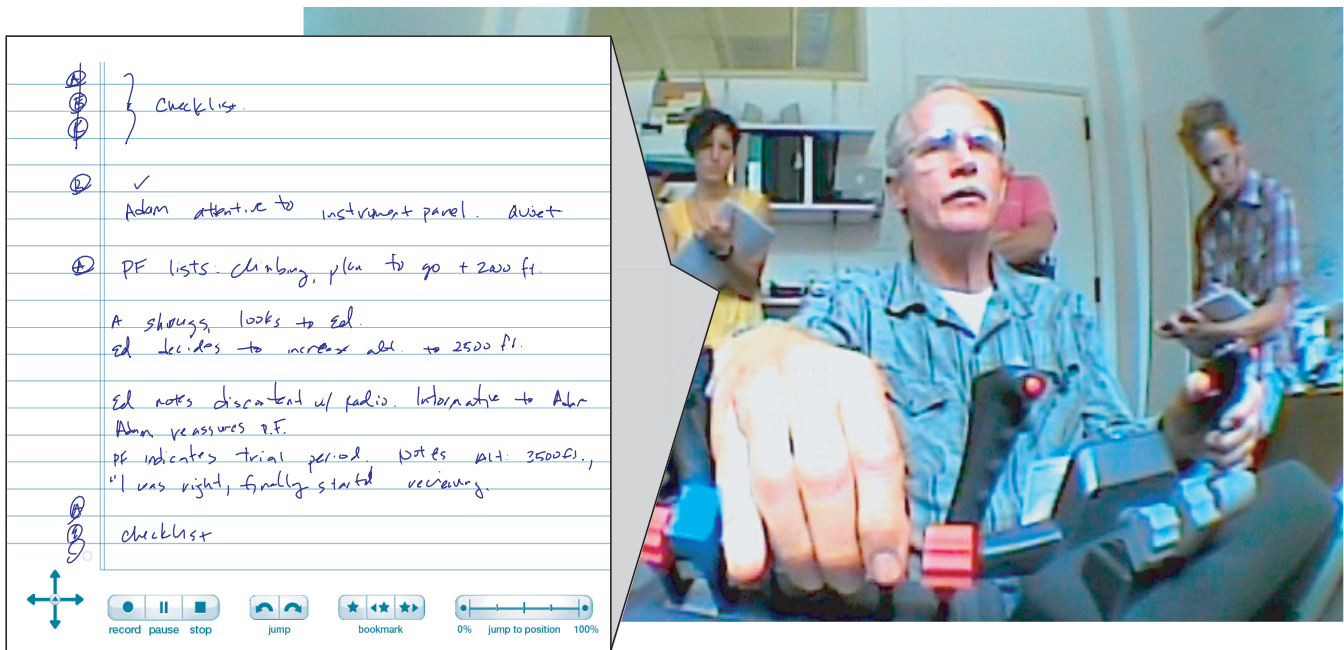 A
E
K
} Checklist.
D ✓
Adam attentive to instrument panel. Quiet
A PF lists: climbing, plan to go + 2000 ft.
A shrugs, looks to Ed.
Ed decides to increase alt. to 2500 ft.
Ed notes discontent w/ radio. Informative to Adam
Adam reassures P.F.
PF indicates trial period. Notes Alt: 3500ft.,
"I was right, finally started receiving.
A
E
checklist
record pause stop
jump
bookmark
0% jump to position 100%